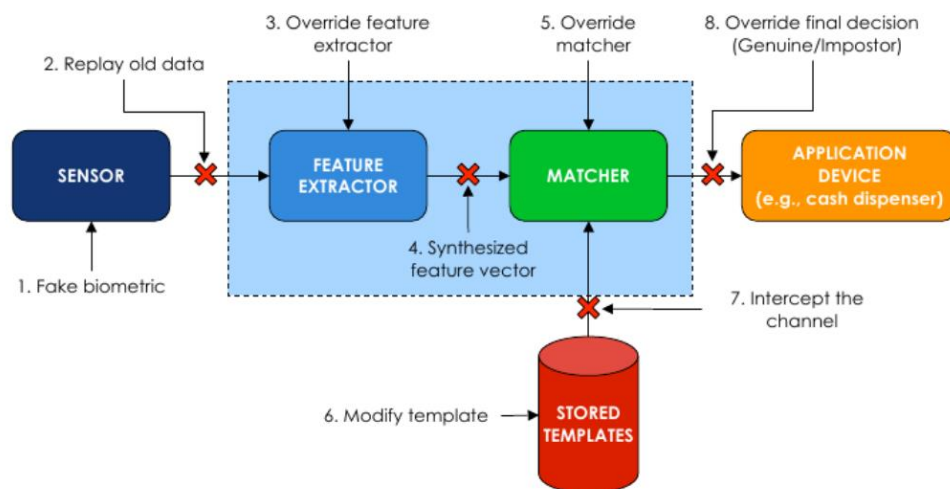 3. Override feature
extractor
5. Override
matcher
8. Override final decision
(Genuine/Impostor)
2. Replay old data
SENSOR
FEATURE
EXTRACTOR
MATCHER
APPLICATION
DEVICE
(e.g., cash dispenser)
1. Fake biometric
4. Synthesized
feature vector
7. Intercept the
channel
6. Modify template
STORED
TEMPLATES